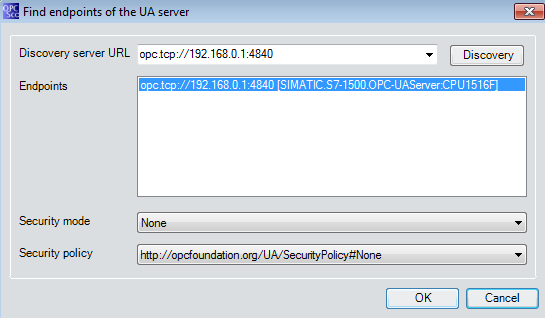 OPC Sco Find endpoints of the UA server
Discovery server URL opc.tcp://192.168.0.1:4840 Discovery
Endpoints opc.tcp://192.168.0.1:4840 [SIMATIC.S7-1500.OPC-UAServer:CPU1516F]
Security mode None
Security policy http://opcfoundation.org/UA/SecurityPolicy#None
OK Cancel